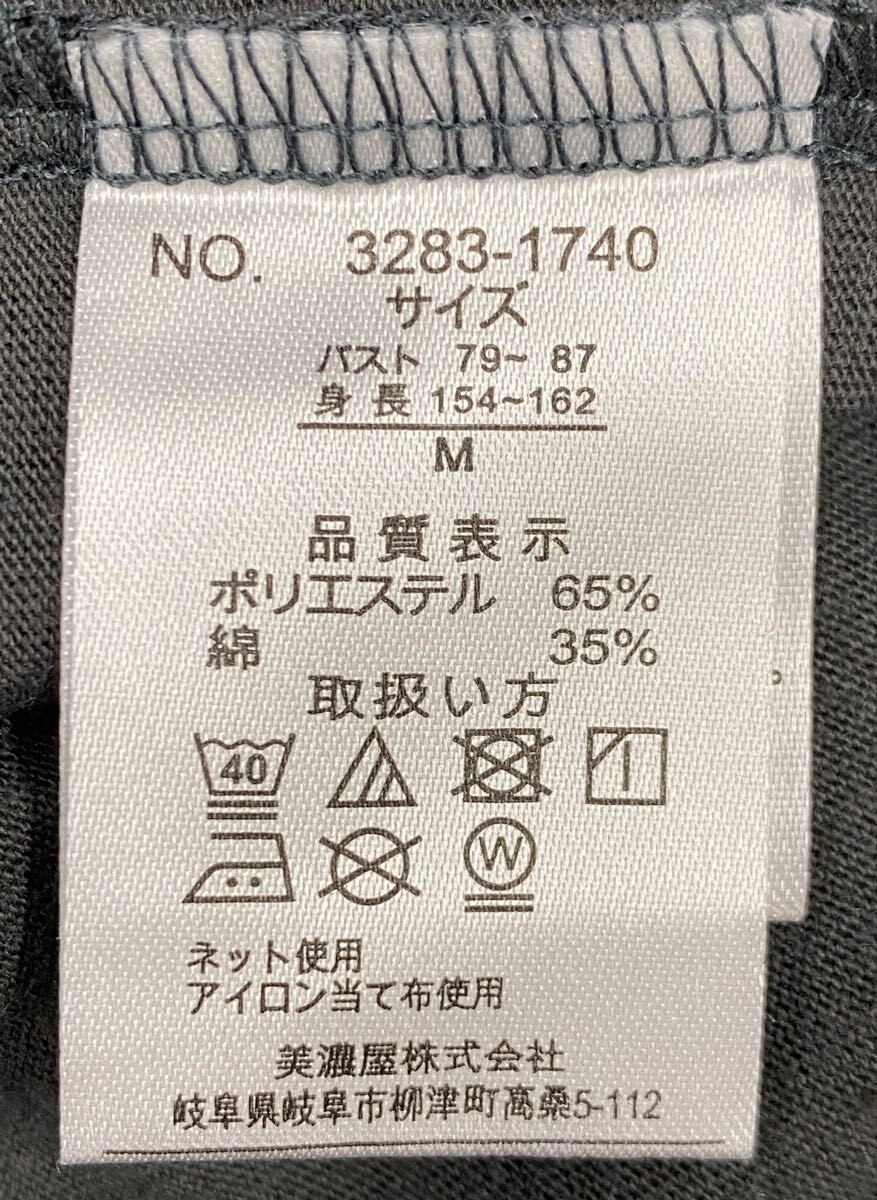 NO. 3283-1740
サイズ
バスト 79~ 87
身長 154~162
M
品質表示
ポリエステル 65%
綿 35%
取扱い方
40
W
ネット使用
アイロン当て布使用
美濃屋株式会社
岐阜県岐阜市柳津町高桑5-112